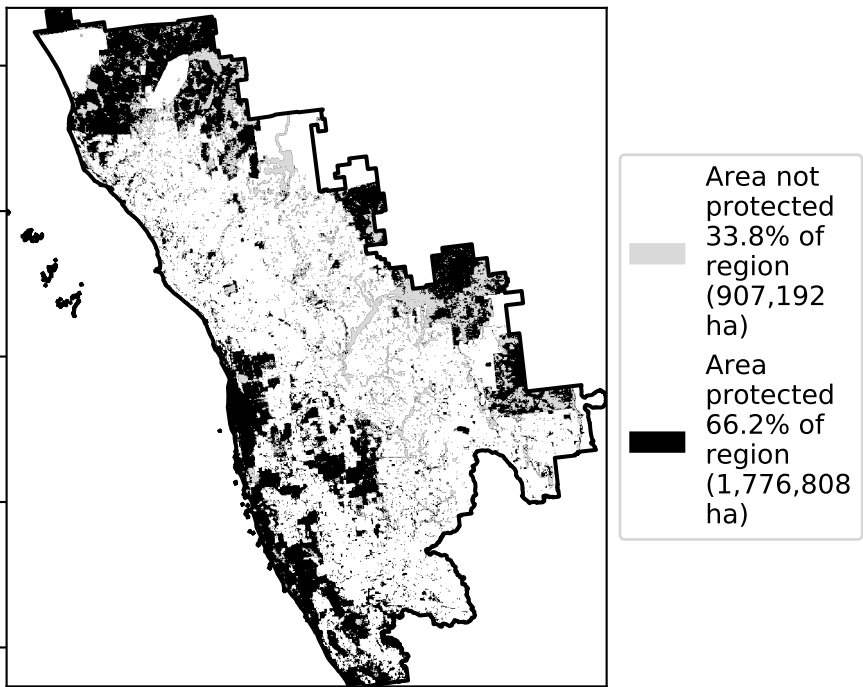 Area not
protected
33.8% of
region
(907,192
ha)
Area
protected
66.2% of
region
(1,776,808
ha)